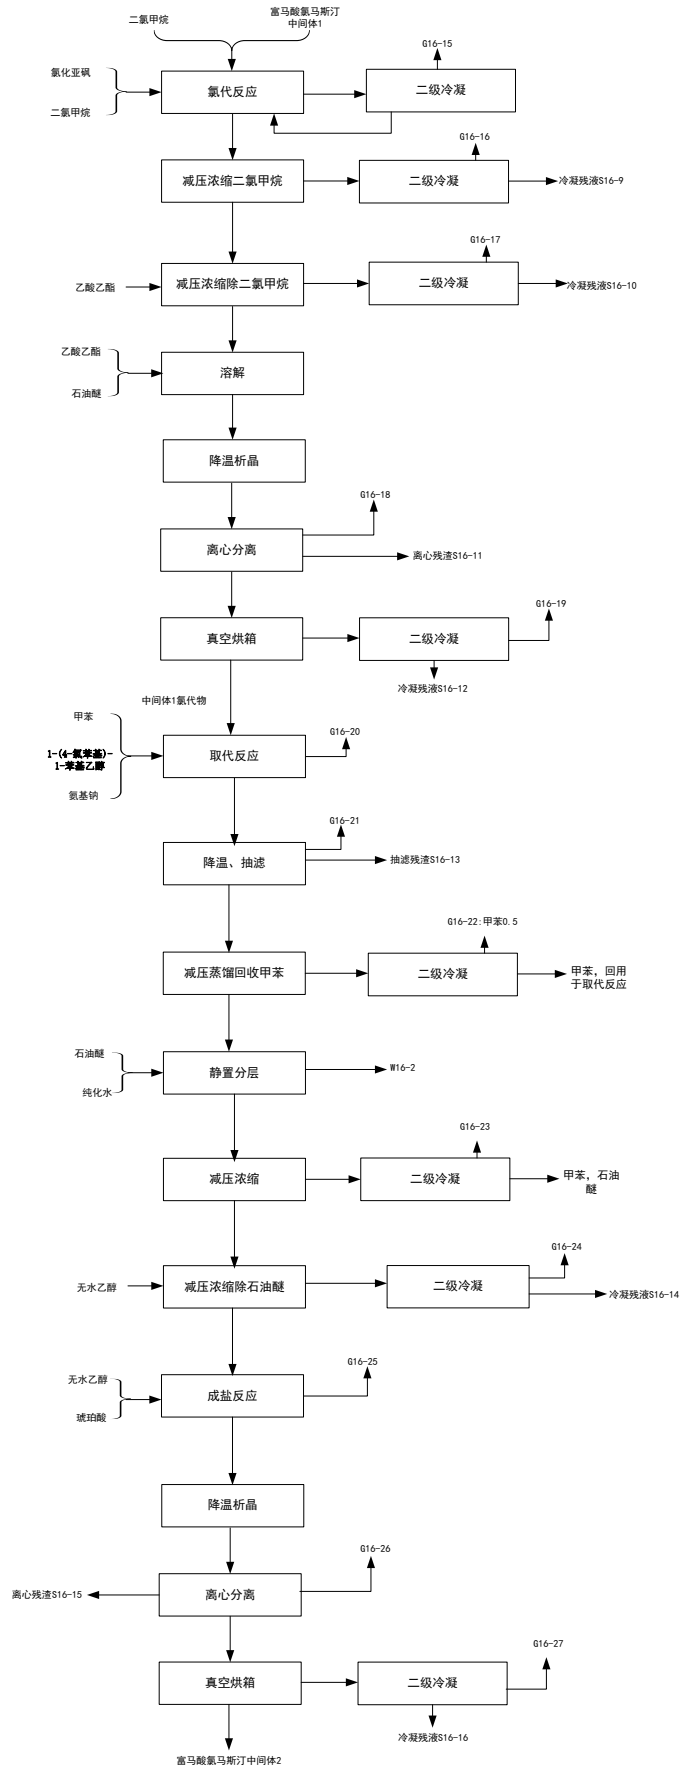 二氯甲烷
富马酸氯马斯汀
中间体1
G16-15
氯化亚砜
二氯甲烷
氯代反应
二级冷凝
G16-16
减压浓缩二氯甲烷
二级冷凝
冷凝残液S16-9
G16-17
乙酸乙酯
减压浓缩除二氯甲烷
二级冷凝
冷凝残液S16-10
乙酸乙酯
石油醚
溶解
降温析晶
G16-18
离心分离
离心残渣S16-11
G16-19
真空烘箱
二级冷凝
冷凝残液S16-12
中间体1氯代物
甲苯
1-(4-氯苯基)-
1-苯基乙醇
氨基钠
取代反应
G16-20
G16-21
降温、抽滤
抽滤残渣S16-13
G16-22:甲苯0.5
减压蒸馏回收甲苯
二级冷凝
甲苯，回用
于取代反应
石油醚
纯化水
静置分层
W16-2
G16-23
减压浓缩
二级冷凝
甲苯，石油
醚
G16-24
无水乙醇
减压浓缩除石油醚
二级冷凝
冷凝残液S16-14
G16-25
无水乙醇
琥珀酸
成盐反应
降温析晶
G16-26
离心残渣S16-15
离心分离
G16-27
真空烘箱
二级冷凝
冷凝残液S16-16
富马酸氯马斯汀中间体2